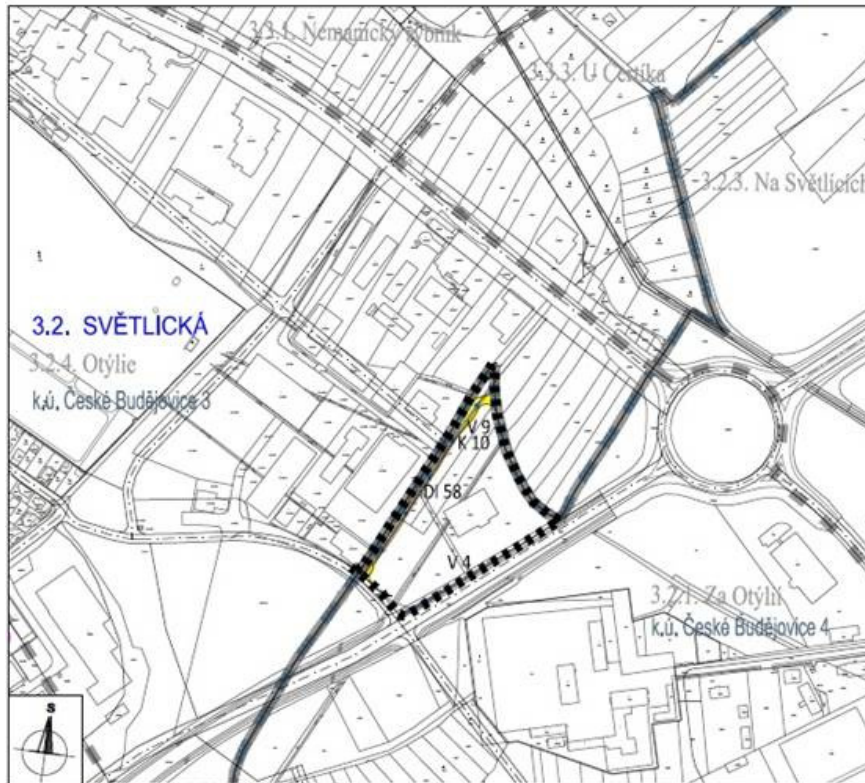 3.3.1. Nemanický rybník
3.3.3. U Čertíka
3.2.3. Na Světlících
3.2. SVĚTLICKÁ
3.2.4. Otýlie
k.ú. České Budějovice 3
V 9
K 10
DI 58
V 4
3.2.1. Za Otýlií
k.ú. České Budějovice 4
s